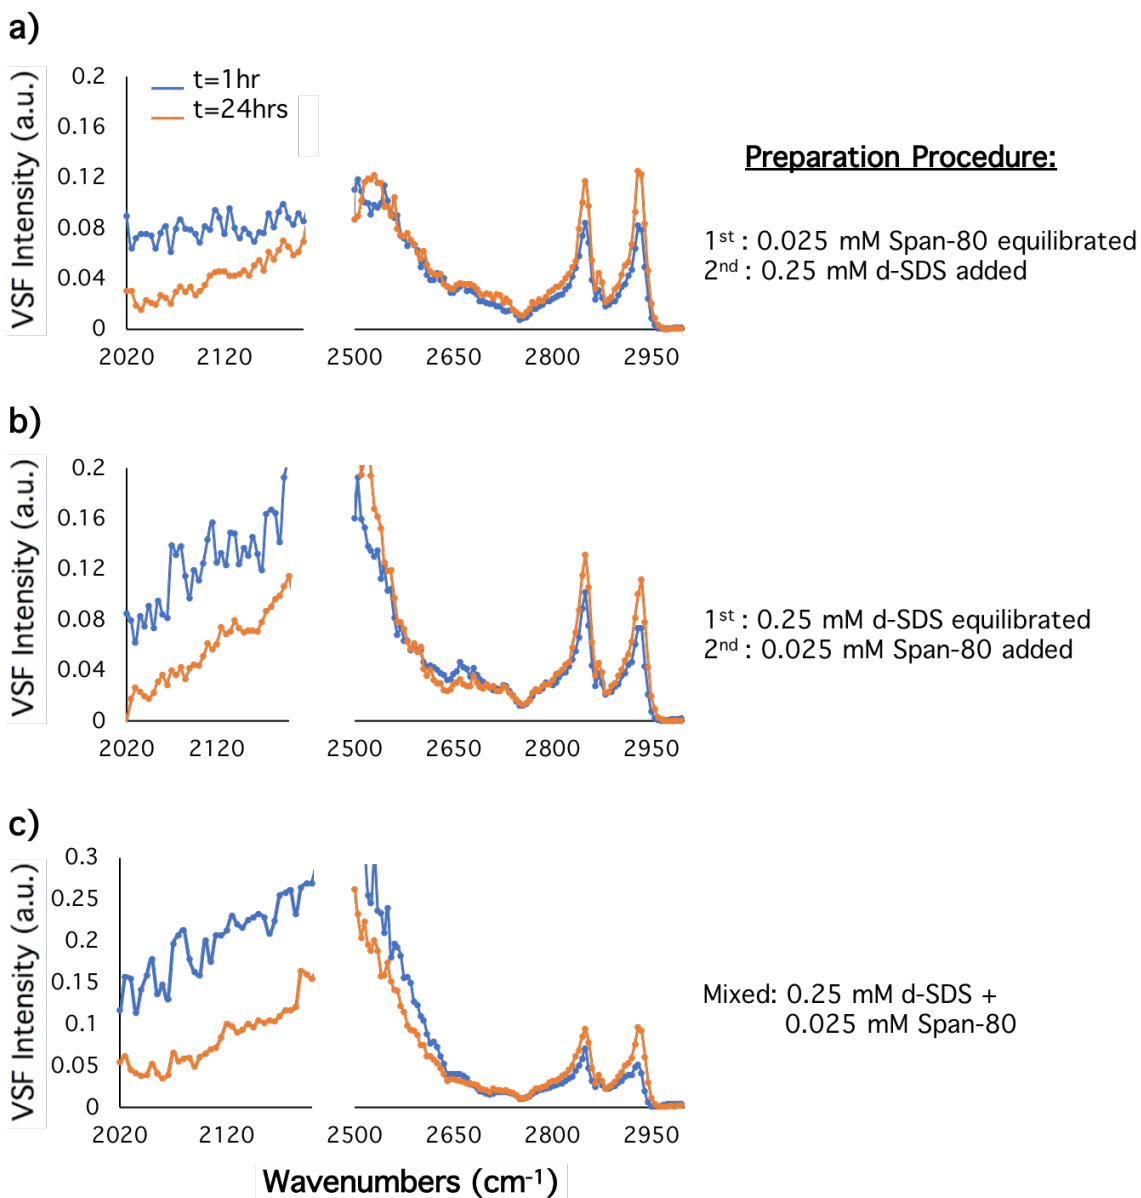 a)
VSF Intensity (a.u.)
0.2
0.16
0.12
0.08
0.04
0
t=1hr
t=24hrs
2020 2120 2500 2650 2800 2950
Preparation Procedure:
1st : 0.025 mM Span-80 equilibrated
2nd : 0.25 mM d-SDS added
b)
VSF Intensity (a.u.)
0.2
0.16
0.12
0.08
0.04
0
2020 2120 2500 2650 2800 2950
1st : 0.25 mM d-SDS equilibrated
2nd : 0.025 mM Span-80 added
c)
VSF Intensity (a.u.)
0.3
0.25
0.2
0.15
0.1
0.05
0
2020 2120 2500 2650 2800 2950
Mixed: 0.25 mM d-SDS +
0.025 mM Span-80
Wavenumbers (cm-1)